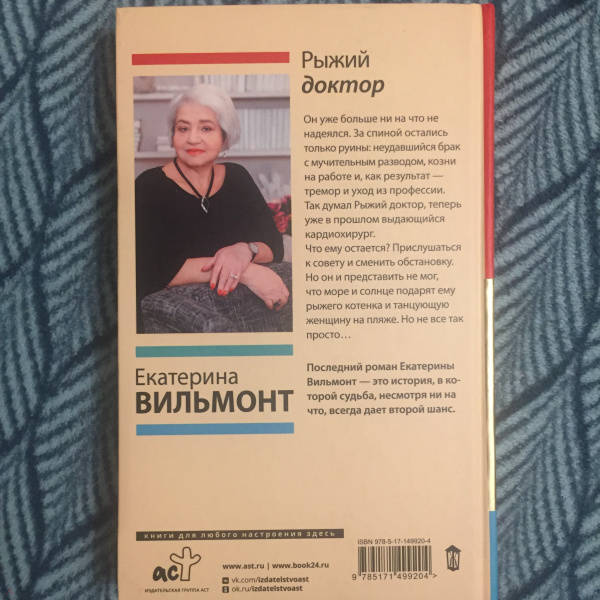 Рыжий
доктор
Он уже больше ни на что не
надеялся. За спиной остались
только руины: неудавшийся брак
с мучительным разводом, козни
на работе и, как результат —
тремор и уход из профессии.
Так думал Рыжий доктор, теперь
уже в прошлом выдающийся
кардиохирург.
Что ему остается? Прислушаться
к совету и сменить обстановку.
Но он и представить не мог,
что море и солнце подарят ему
рыжего котенка и танцующую
женщину на пляже. Но не все так
просто...
Екатерина
ВИЛЬМОНТ
Последний роман Екатерины
Вильмонт — это история, в ко-
торой судьба, несмотря ни на
что, всегда дает второй шанс.
книги для любого настроения здесь
аст
ИЗДАТЕЛЬСКАЯ ГРУППА АСТ
www.ast.ru | www.book24.ru
vk.com/izdatelstvoast
ok.ru/izdatelstvoast
ISBN 978-5-17-149920-4
9 785171 499204 >